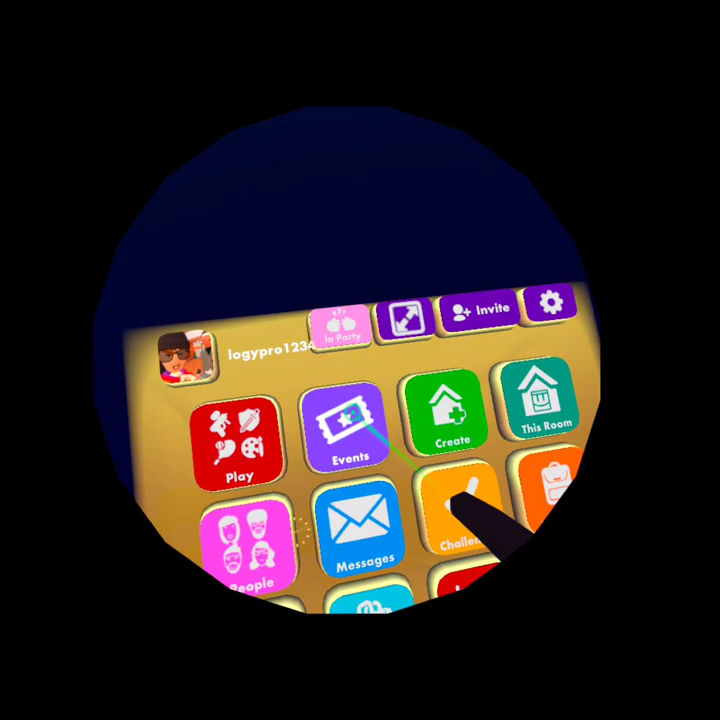 In Party
Invite
logypro1234
Play
Events
Create
This Room
People
Messages